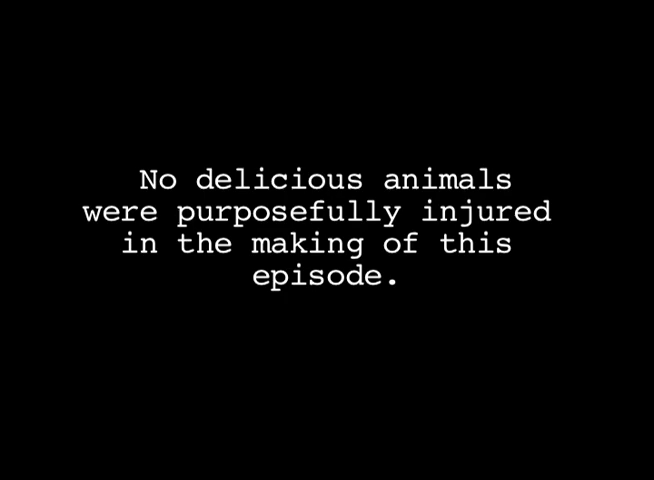 No delicious animals
were purposefully injured
in the making of this
episode.